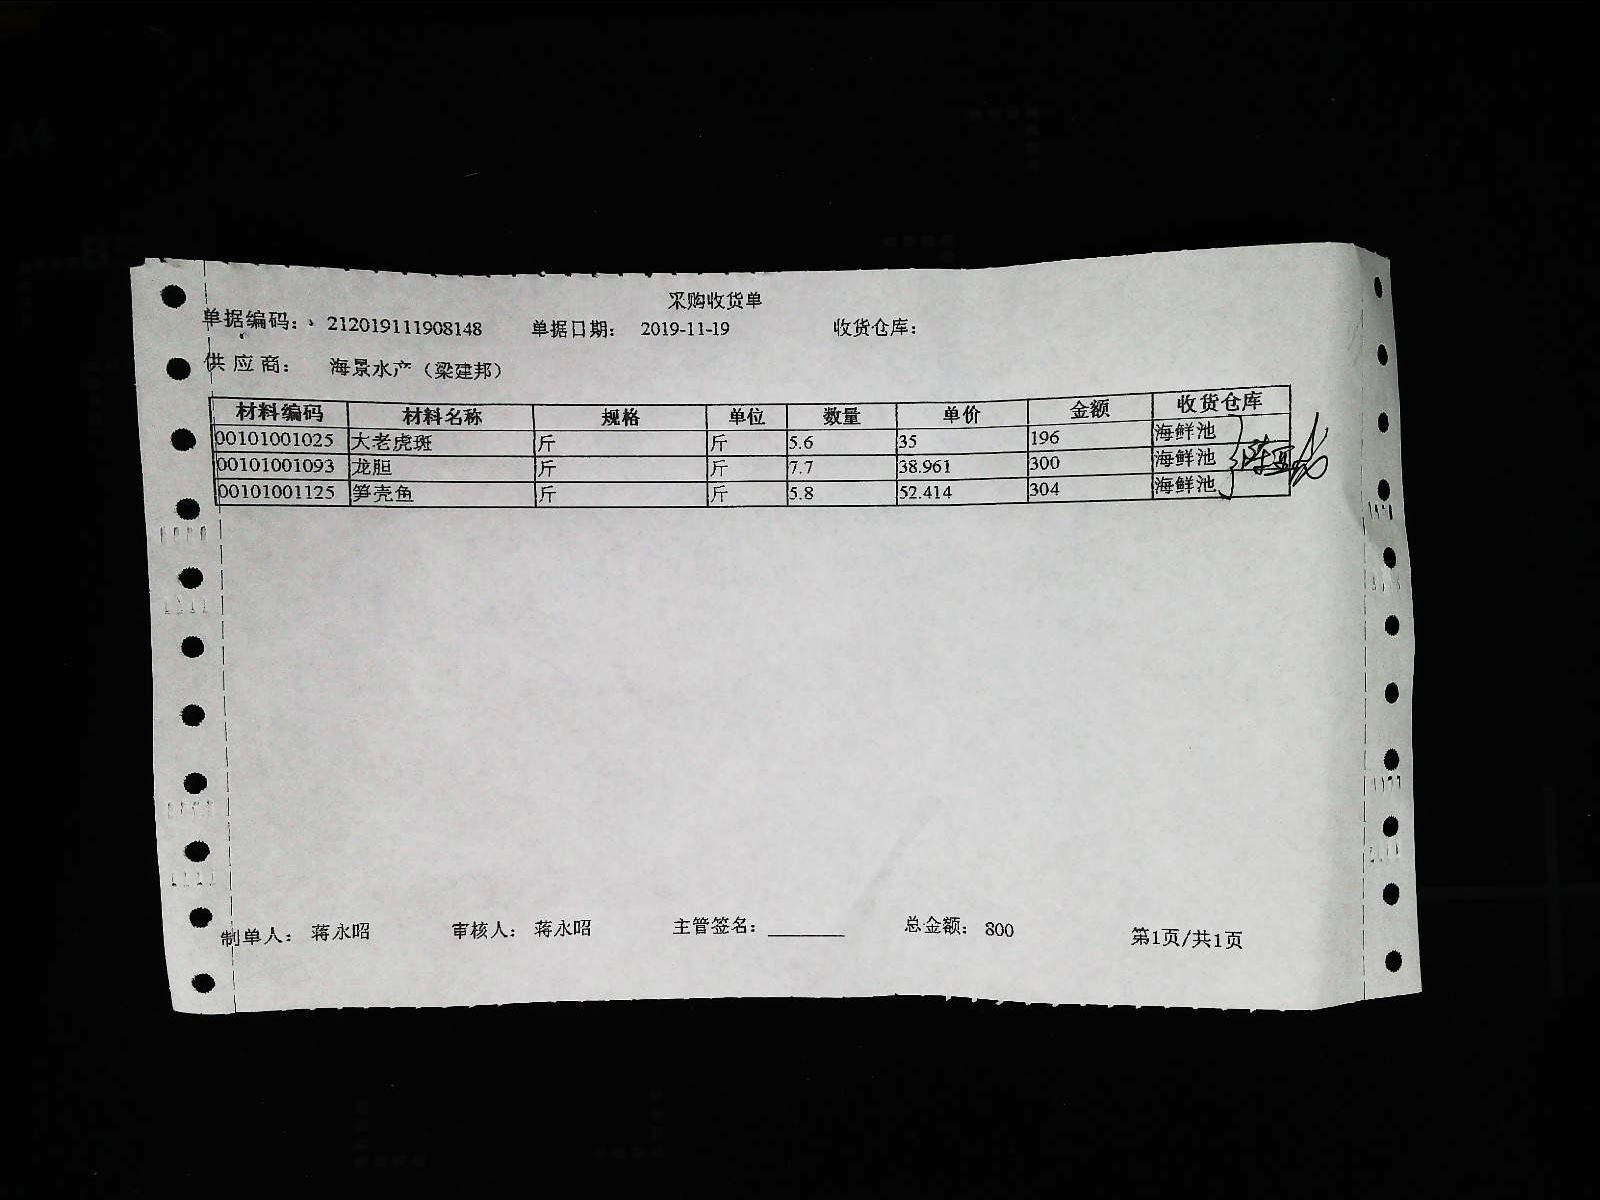 采购收货单
单据编码: 212019111908148 单据日期: 2019-11-19 收货仓库:
供应商: 海景水产（梁建邦）
材料编码 材料名称 规格 单位 数量 单价 金额 收货仓库
00101001025 大老虎斑 斤 斤 5.6 35 196 海鲜池
00101001093 龙胆 斤 斤 7.7 38.961 300 海鲜池
00101001125 笋壳鱼 斤 斤 5.8 52.414 304 海鲜池
制单人: 蒋永昭 审核人: 蒋永昭 主管签名:________ 总金额: 800 第1页/共1页